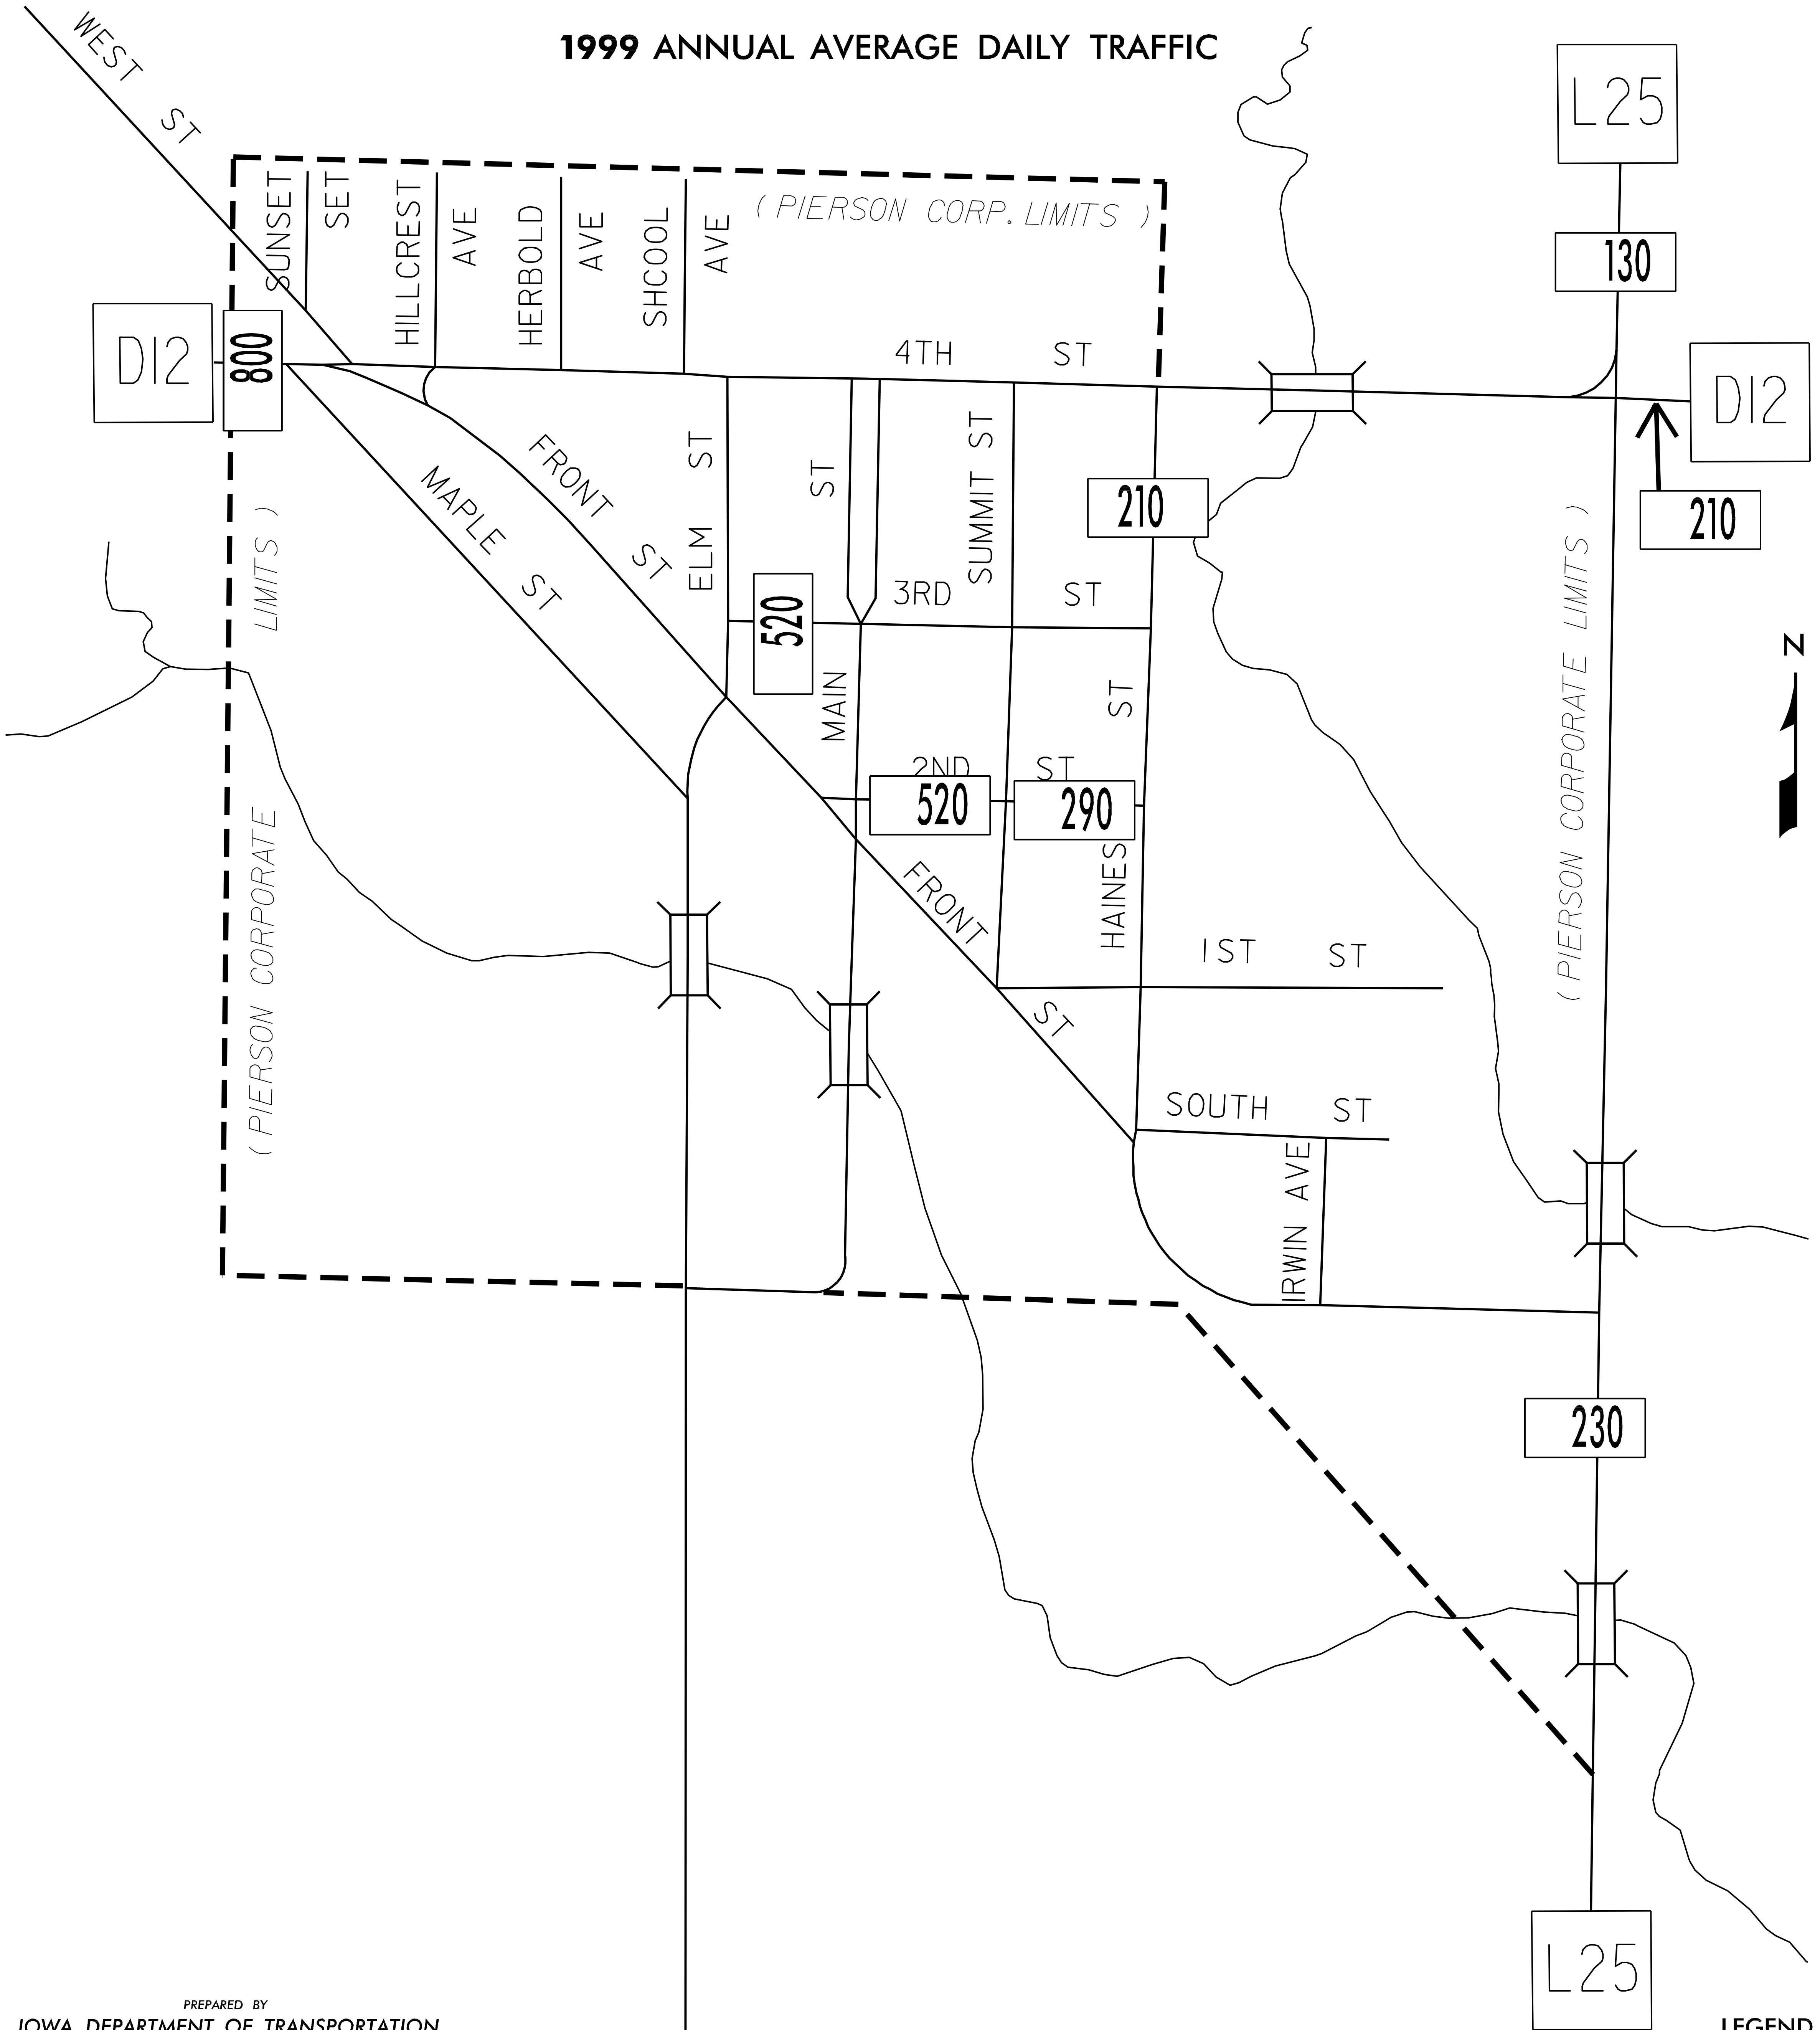 1999 ANNUAL AVERAGE DAILY TRAFFIC
WEST ST
L25
SUNSET
SET
HILLCREST
AVE
HERBOLD
AVE
SHCOOL
AVE
( PIERSON CORP. LIMITS )
130
D12
800
4TH ST
D12
210
210
FRONT ST
MAPLE ST
ELM ST
MAIN ST
SUMMIT ST
3RD ST
520
( PIERSON CORPORATE LIMITS )
( PIERSON CORPORATE LIMITS )
N
2ND ST
520
290
HAINES ST
FRONT ST
1ST ST
SOUTH ST
IRWIN AVE
230
L25
PREPARED BY
IOWA DEPARTMENT OF TRANSPORTATION
LEGEND